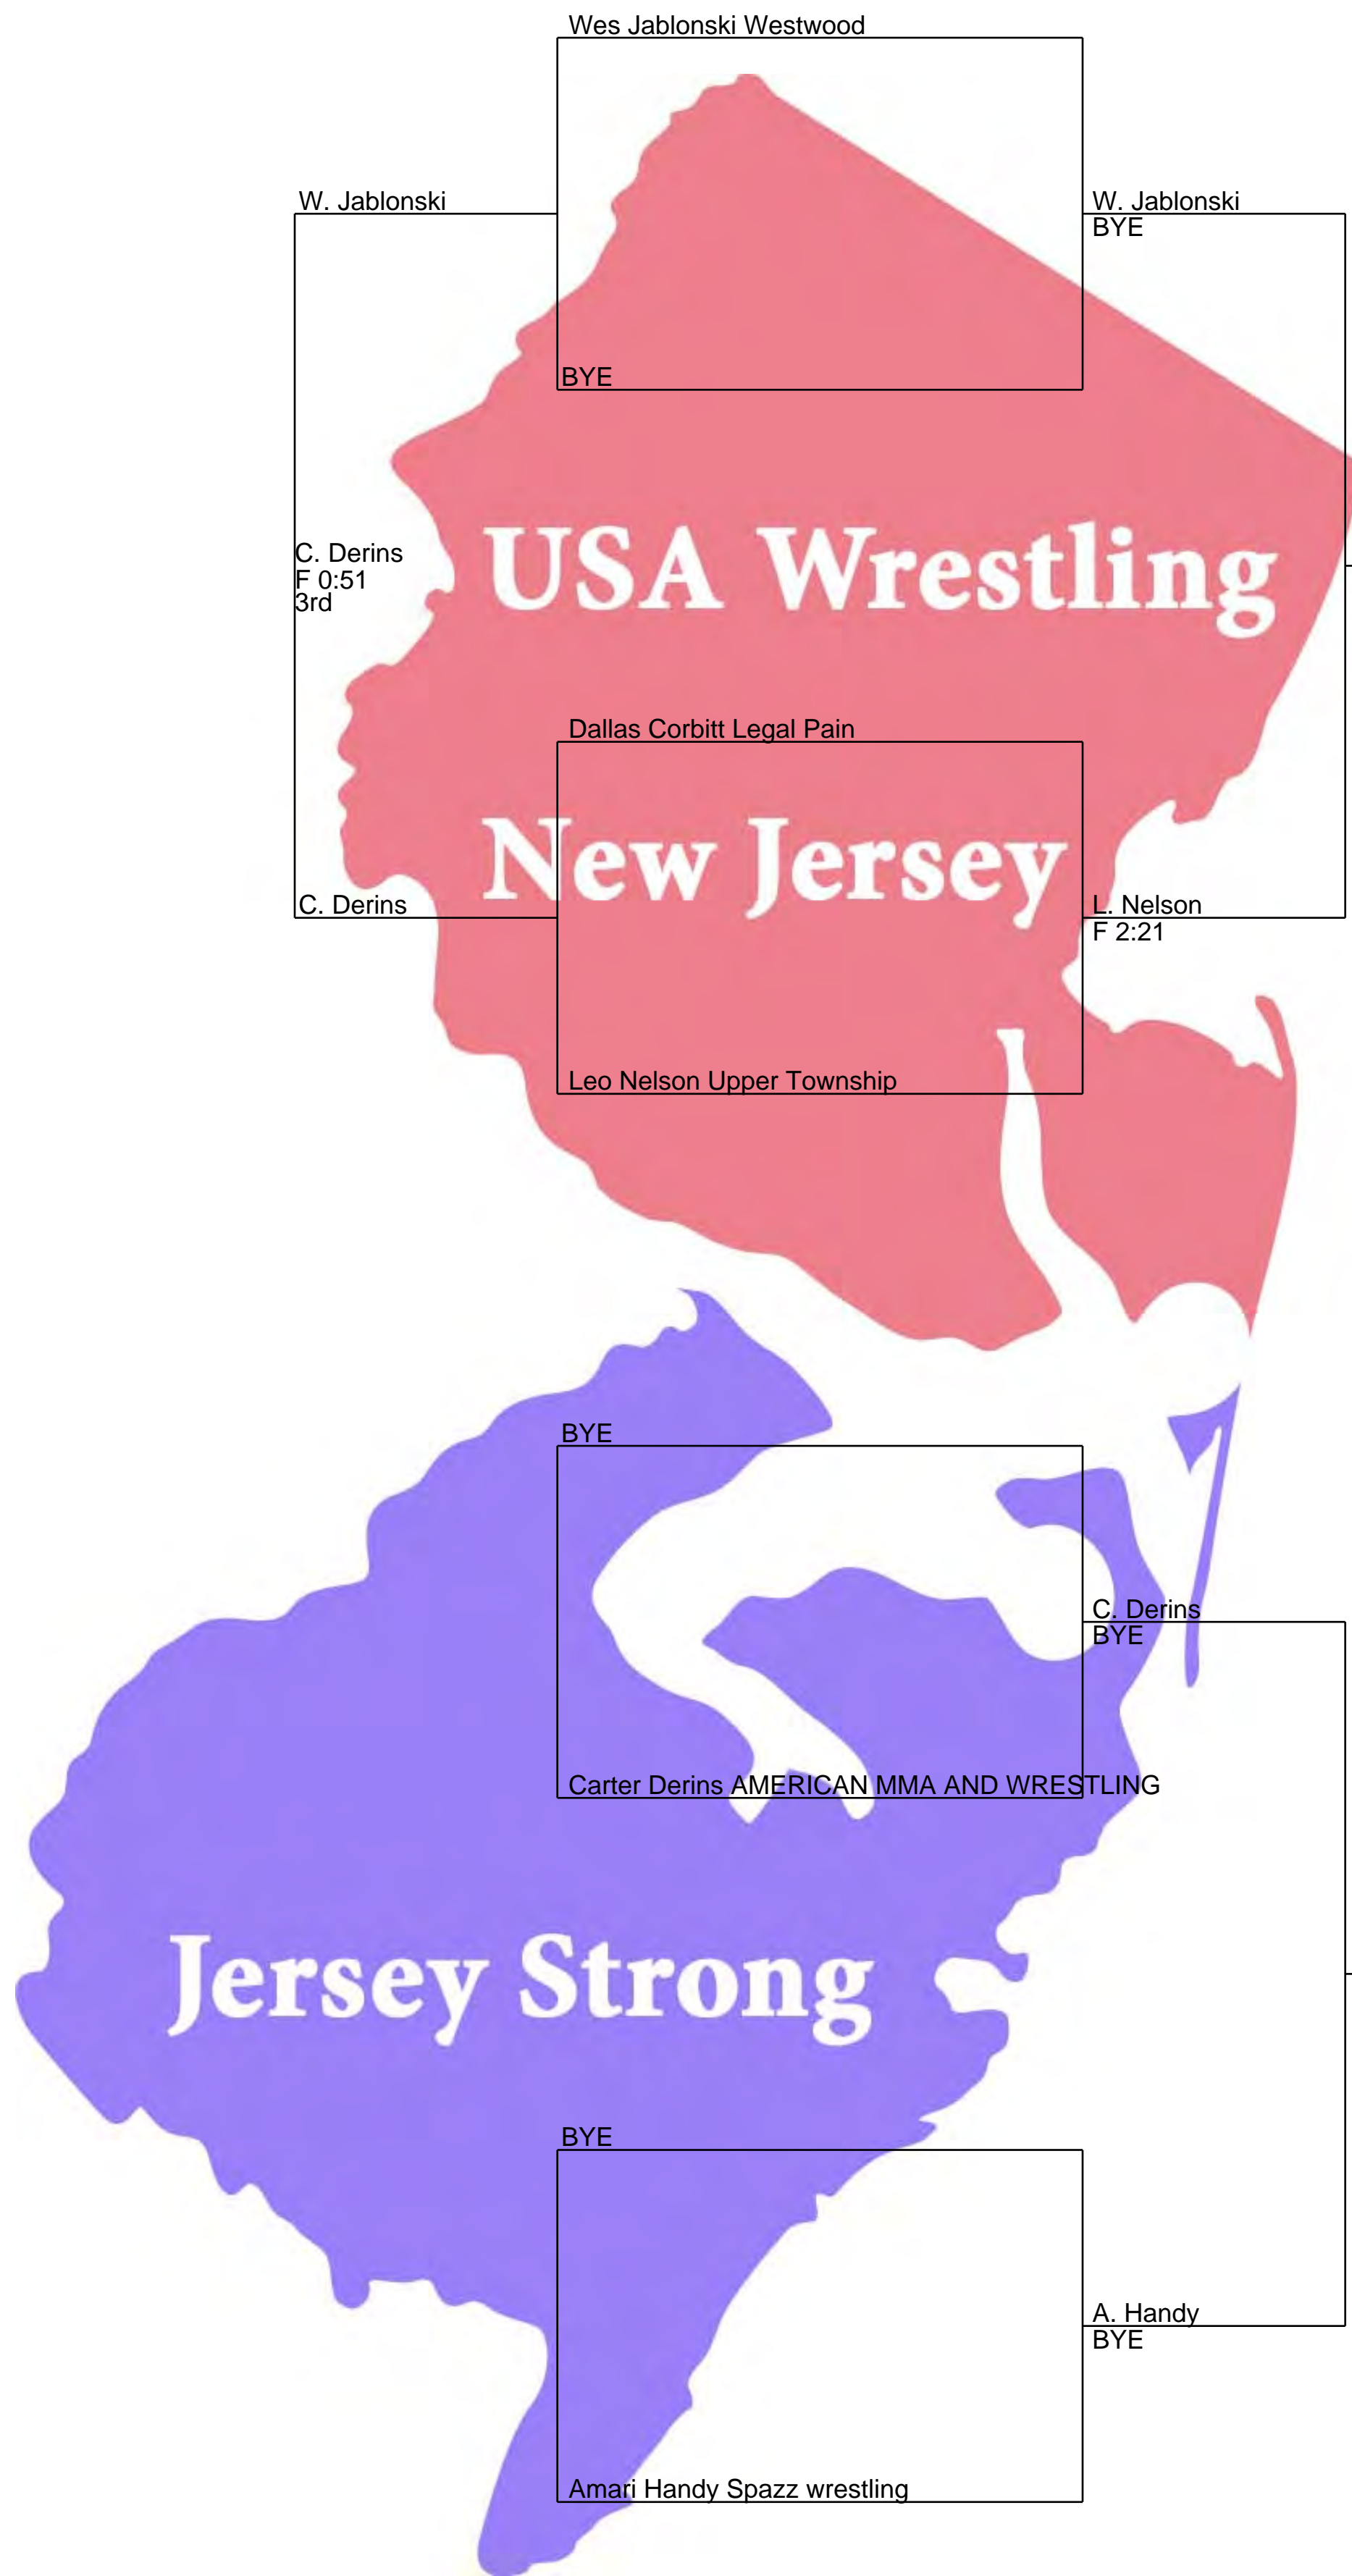 Wes Jablonski Westwood
W. Jablonski
W. Jablonski
BYE
BYE
USA Wrestling
C. Derins
F 0:51
3rd
Dallas Corbitt Legal Pain
New Jersey
C. Derins
L. Nelson
F 2:21
Leo Nelson Upper Township
BYE
C. Derins
BYE
Carter Derins AMERICAN MMA AND WRESTLING
Jersey Strong
BYE
A. Handy
BYE
Amari Handy Spazz wrestling